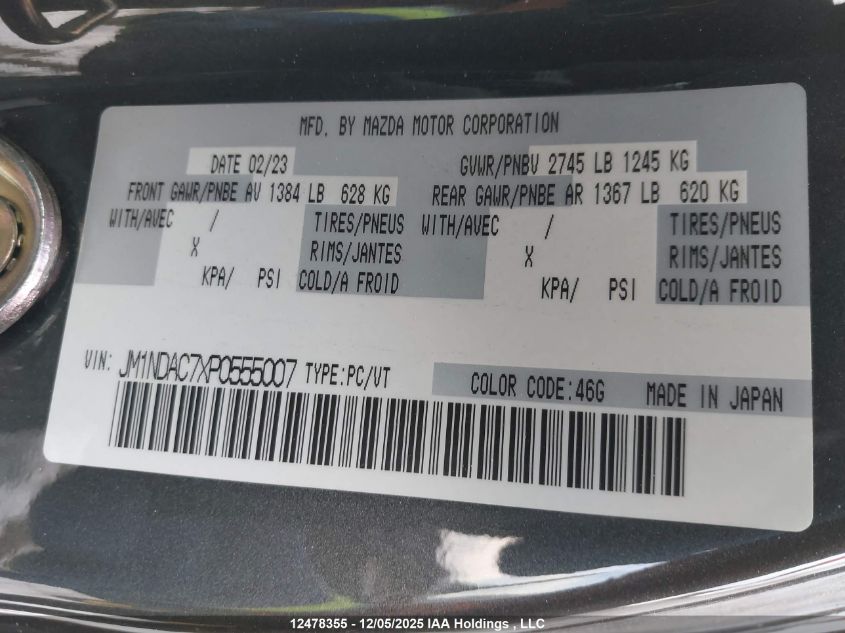 MFD. BY MAZDA MOTOR CORPORATION
DATE 02/23 GVWR/PNBV 2745 LB 1245 KG
FRONT GAWR/PNBE AV 1384 LB 628 KG REAR GAWR/PNBE AR 1367 LB 620 KG
WITH/AVEC / TIRES/PNEUS WITH/AVEC / TIRES/PNEUS
X RIMS/JANTES X RIMS/JANTES
KPA/ PSI COLD/A FROID KPA/ PSI COLD/A FROID
VIN: JM1NDAC7XP0555007 TYPE:PC/VT COLOR CODE:46G MADE IN JAPAN
12478355 - 12/05/2025 IAA Holdings , LLC